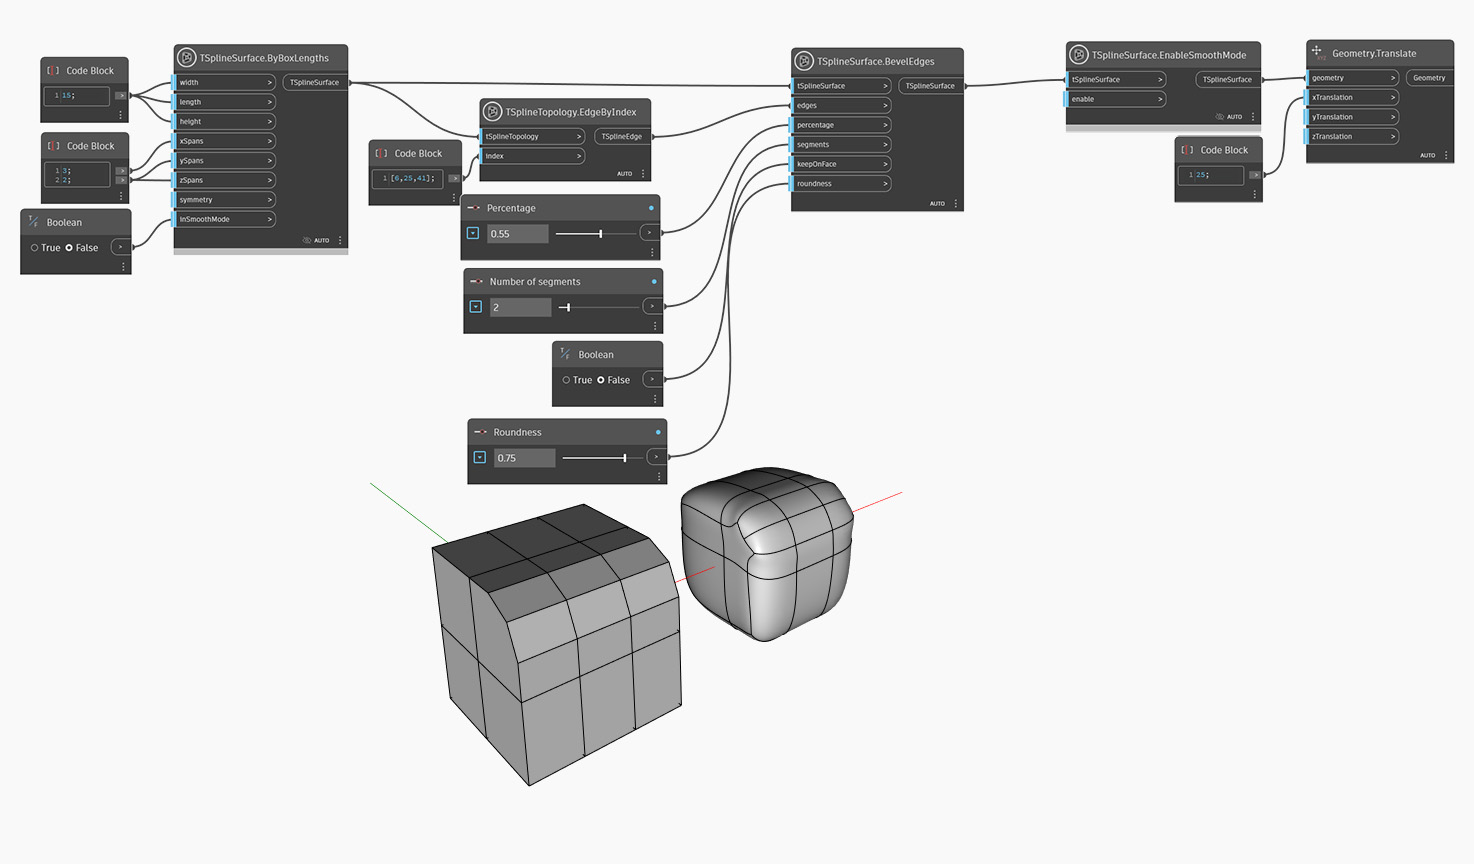 Code Block
1 15;
>
Code Block
1 3;
2 2;
>
>
T/F Boolean
True False >
TSplineSurface.ByBoxLengths
width > TSplineSurface
length >
height >
xSpans >
ySpans >
zSpans >
symmetry >
inSmoothMode >
AUTO
Code Block
1 [6,25,41]; >
TSplineTopology.EdgeByIndex
tSplineTopology > TSplineEdge
index >
AUTO
Percentage
0.55 >
Number of segments
2 >
T/F Boolean
True False >
Roundness
0.75 >
TSplineSurface.BevelEdges
tSplineSurface > TSplineSurface
edges >
percentage >
segments >
keepOnFace >
roundness >
AUTO
TSplineSurface.EnableSmoothMode
tSplineSurface > TSplineSurface
enable >
AUTO
Code Block
1 25; >
Geometry.Translate
geometry > Geometry
xTranslation >
yTranslation >
zTranslation >
AUTO